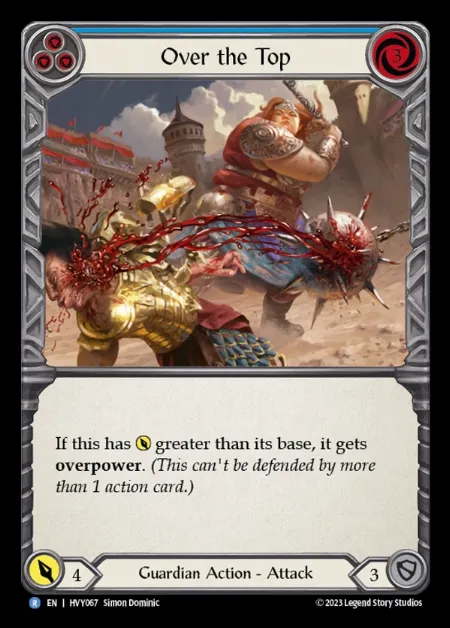 3
Over the Top
If this has greater than its base, it gets
overpower. (This can't be defended by more
than 1 action card.)
4
Guardian Action - Attack
3
R EN | HVY067 Simon Dominic
© 2023 Legend Story Studios